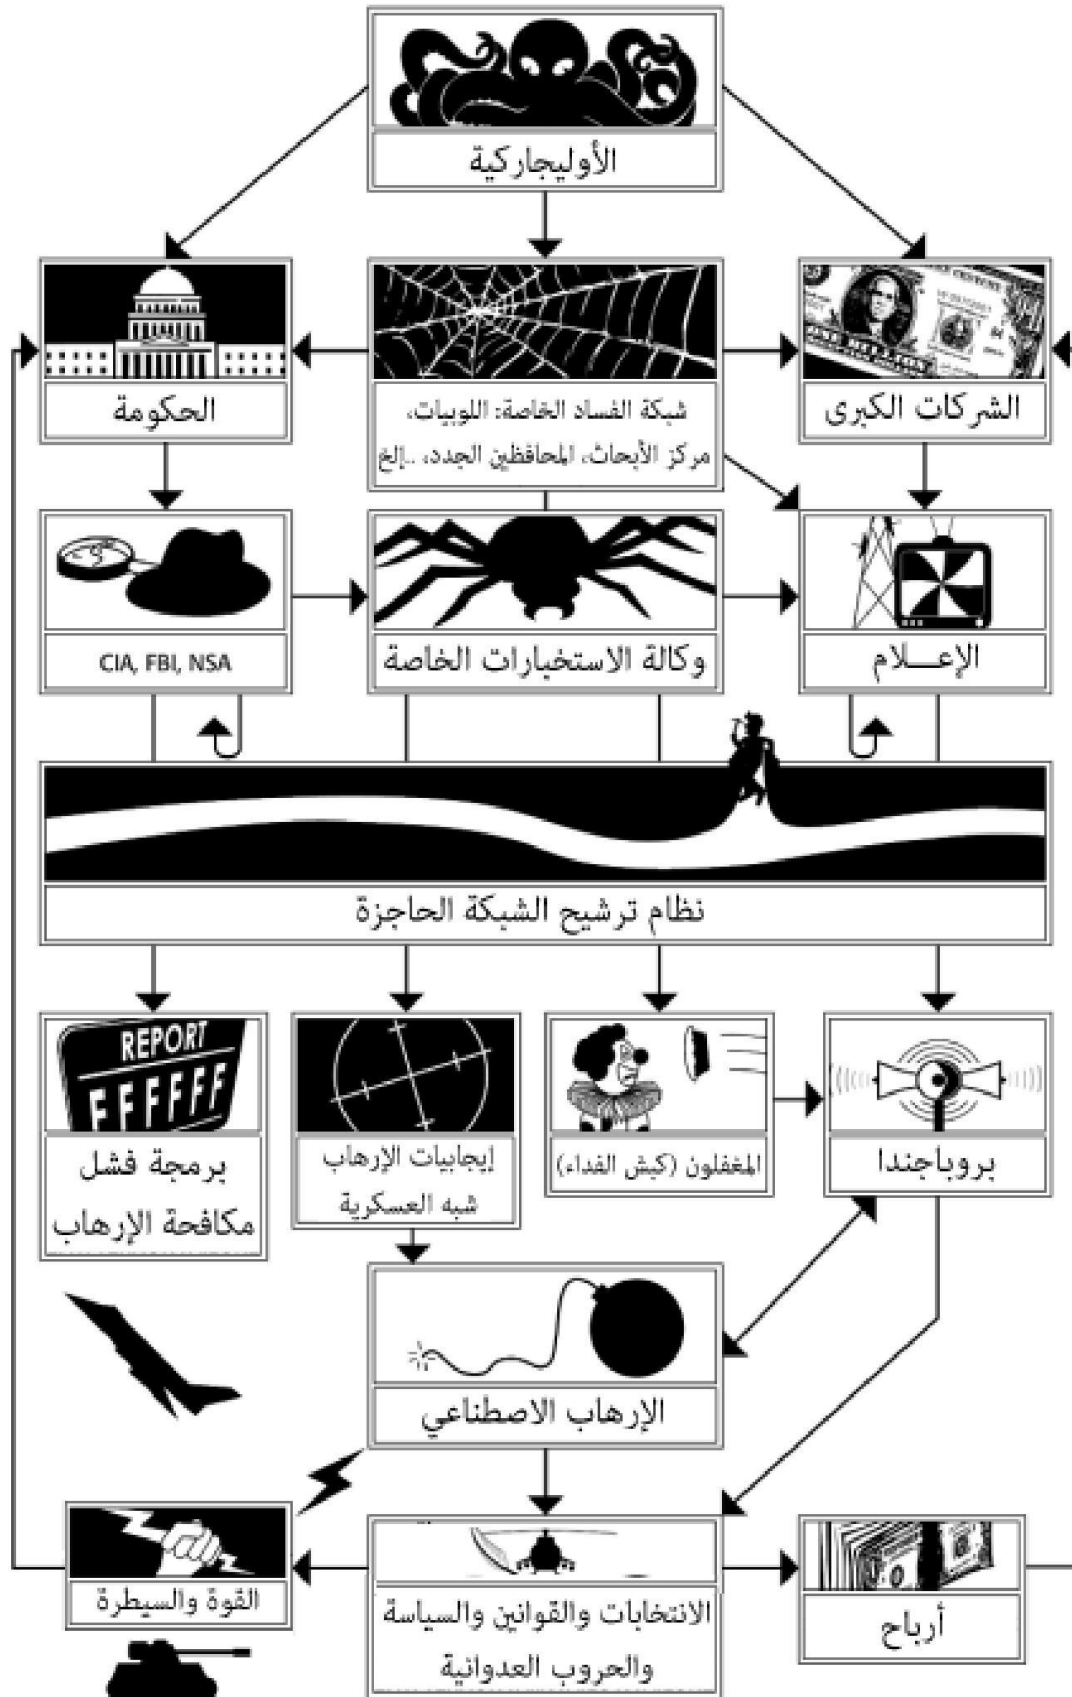 الأوليجاركية
الحكومة
شبكة الفساد الخاصة: اللوبيات،
مركز الأبحاث، المحافظين الجدد، ..إلخ
الشركات الكبرى
CIA, FBI, NSA
وكالة الاستخبارات الخاصة
الإعـــلام
نظام ترشيح الشبكة الحاجزة
REPORT
FFFFFF
برمجة فشل
مكافحة الإرهاب
إيجابيات الإرهاب
شبه العسكرية
المغفلون (كبش الفداء)
بروباجندا
الإرهاب الاصطناعي
القوة والسيطرة
الانتخابات والقوانين والسياسة
والحروب العدوانية
أرباح